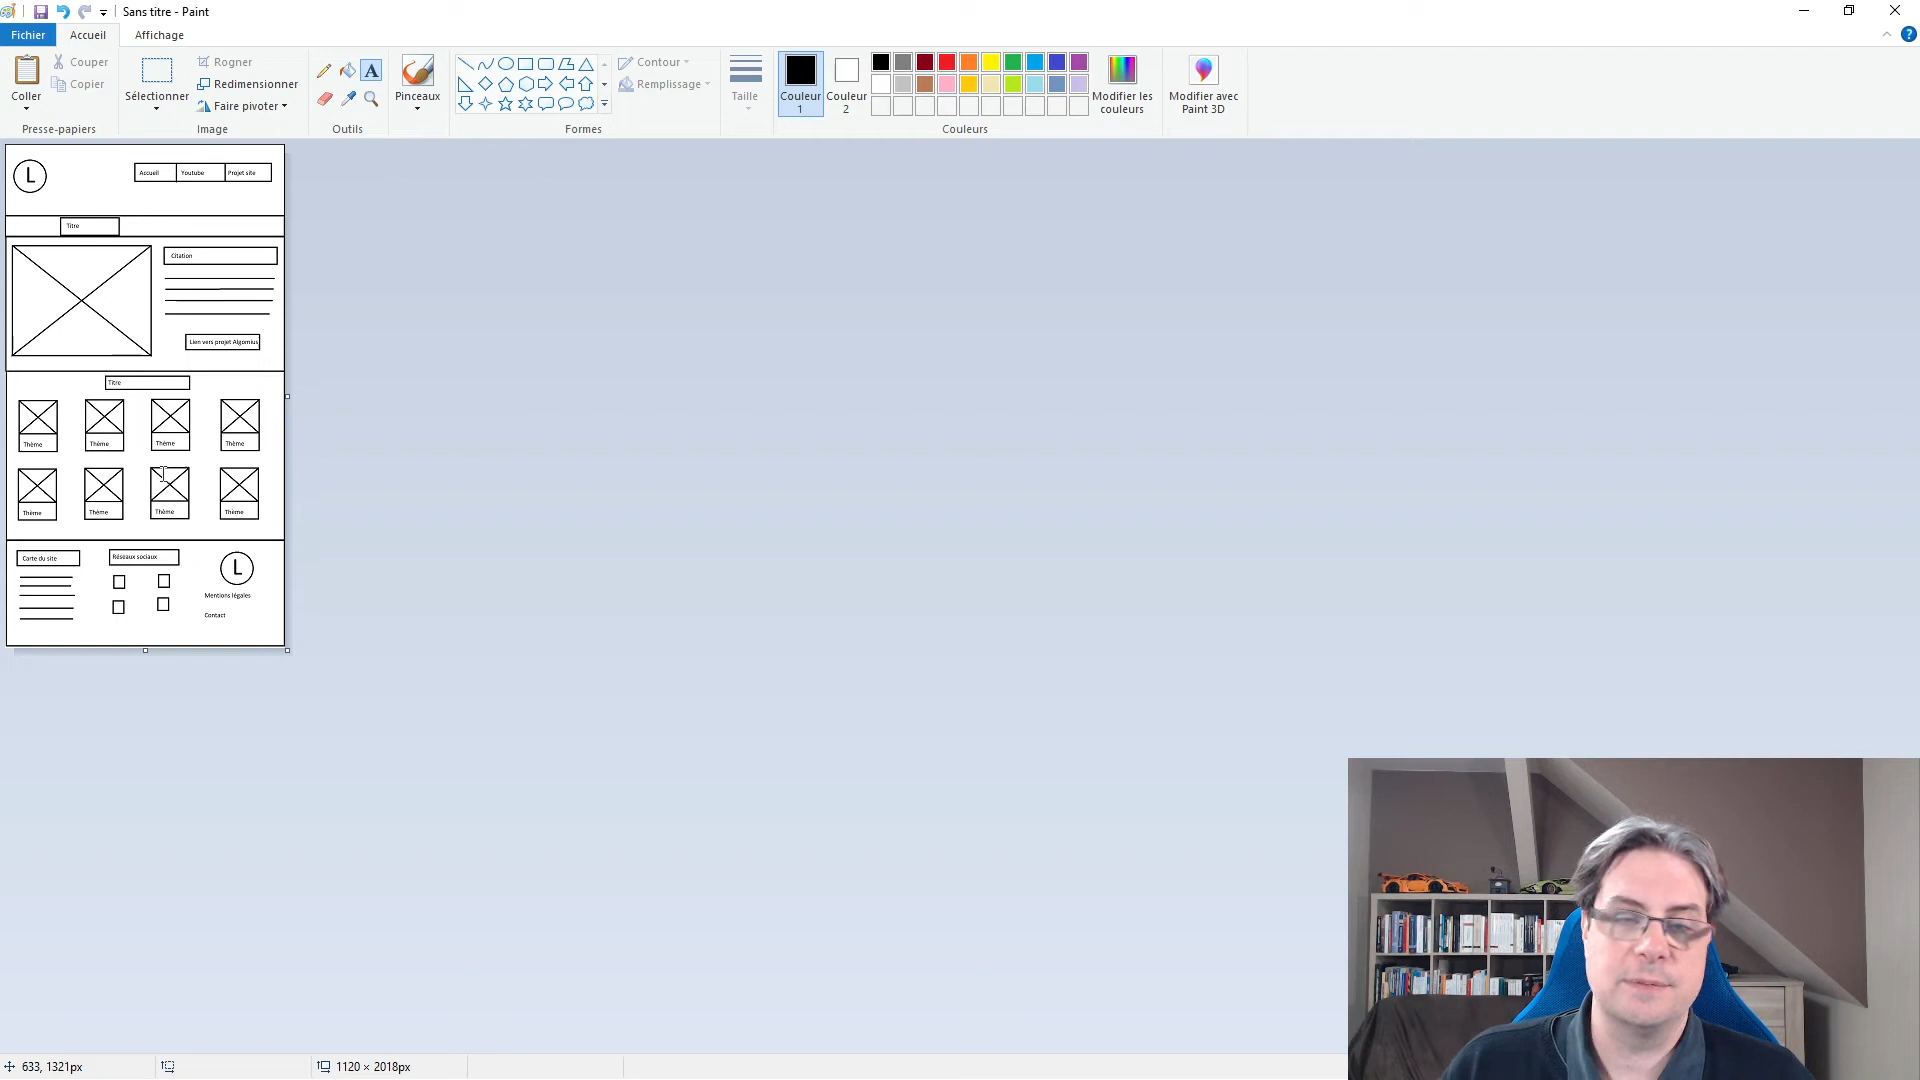 Sans titre - Paint
Fichier Accueil Affichage
Coller
Couper
Copier
Presse-papiers
Sélectionner
Rogner
Redimensionner
Faire pivoter
Image
A
Outils
Pinceaux
Contour
Remplissage
Formes
Taille
Couleur
1
Couleur
2
Modifier les
couleurs
Couleurs
Modifier avec
Paint 3D
?
L
Accueil Youtube Projet site
Titre
Citation
Lien vers projet Algomius
Titre
Thème Thème Thème Thème
Thème Thème Thème Thème
Carte du site Réseaux sociaux
L
Mentions légales
Contact
633, 1321px 1120 × 2018px